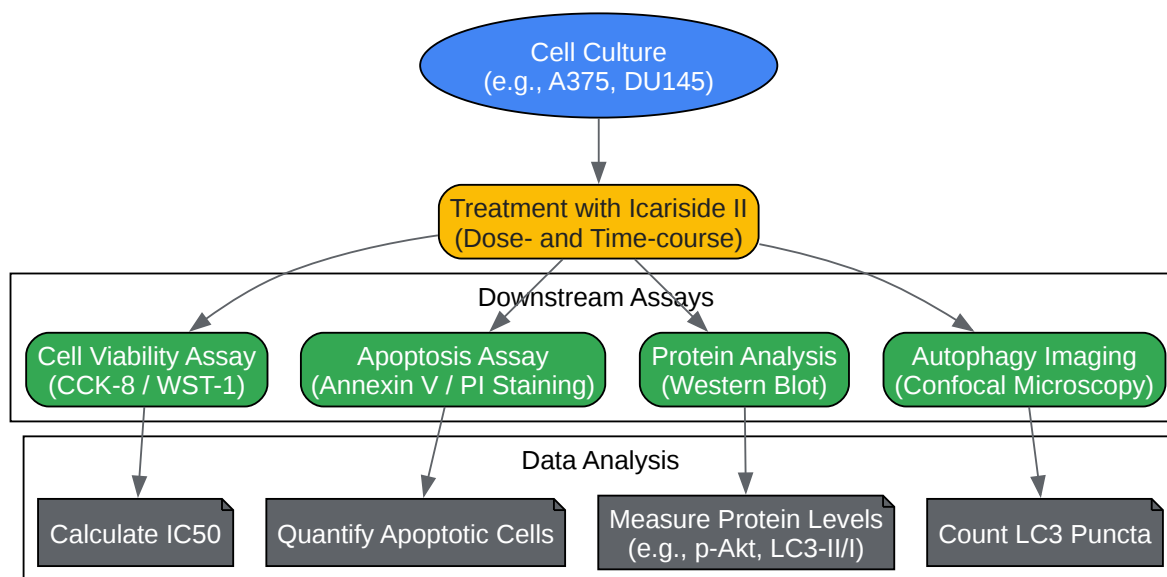 Cell Culture
(e.g., A375, DU145)
Treatment with Icariside II
(Dose- and Time-course)
Downstream Assays
Cell Viability Assay
(CCK-8 / WST-1)
Apoptosis Assay
(Annexin V / PI Staining)
Protein Analysis
(Western Blot)
Autophagy Imaging
(Confocal Microscopy)
Data Analysis
Calculate IC50
Quantify Apoptotic Cells
Measure Protein Levels
(e.g., p-Akt, LC3-II/I)
Count LC3 Puncta